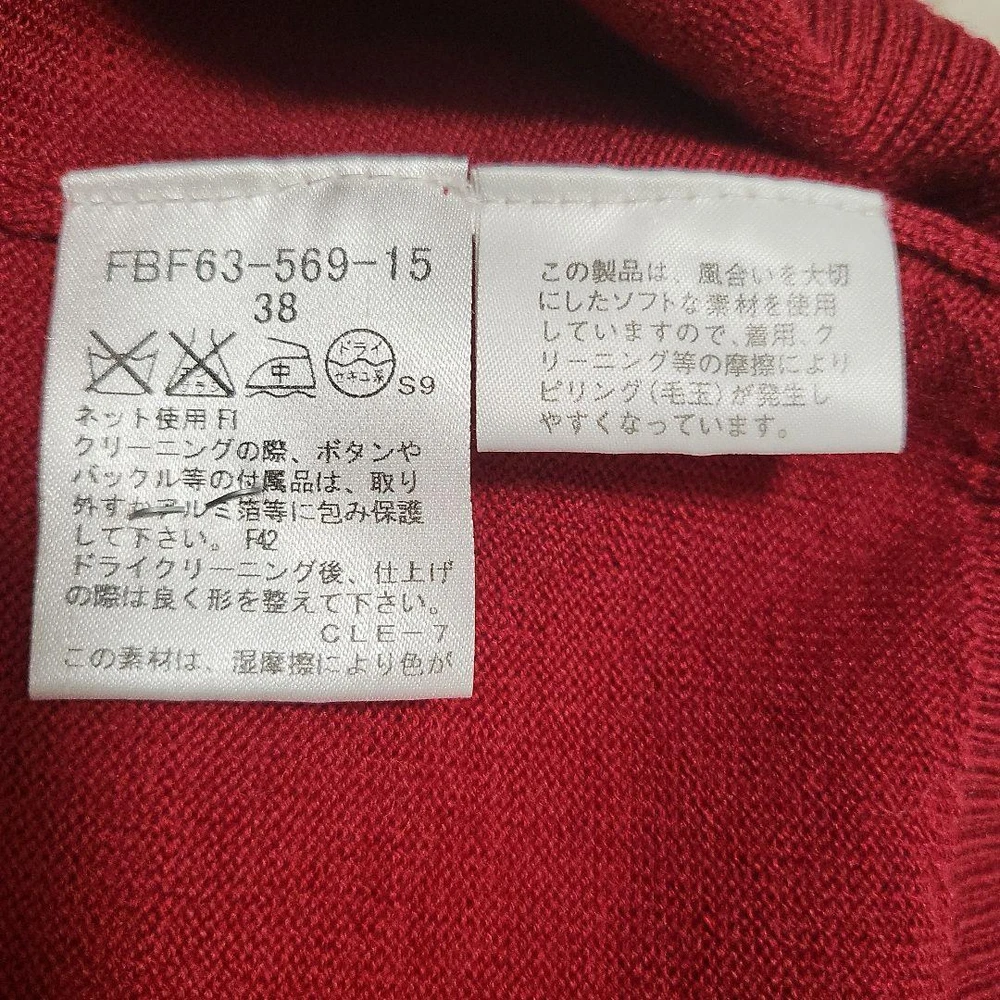 FBF63-569-15
38
中
ドライ
セキユ系
S9
ネット使用 F1
クリーニングの際、ボタンや
バックル等の付属品は、取り
外すかアルミ箔等に包み保護
して下さい。 F42
ドライクリーニング後、仕上げ
の際は良く形を整えて下さい。
CLE-7
この素材は、湿摩擦により色が
この製品は、風合いを大切
にしたソフトな素材を使用
していますので、着用、ク
リーニング等の摩擦により
ピリング(毛玉)が発生し
やすくなっています。